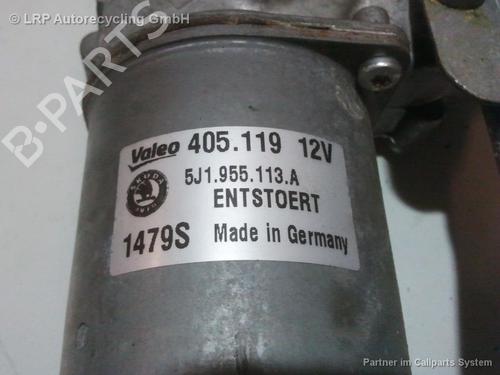 © LRP Autorecycling GmbH
B-PARTS
Valeo 405.119 12V
5J1.955.113.A
SKODA
ENTSTOERT
1479S Made in Germany
Partner im Callparts System